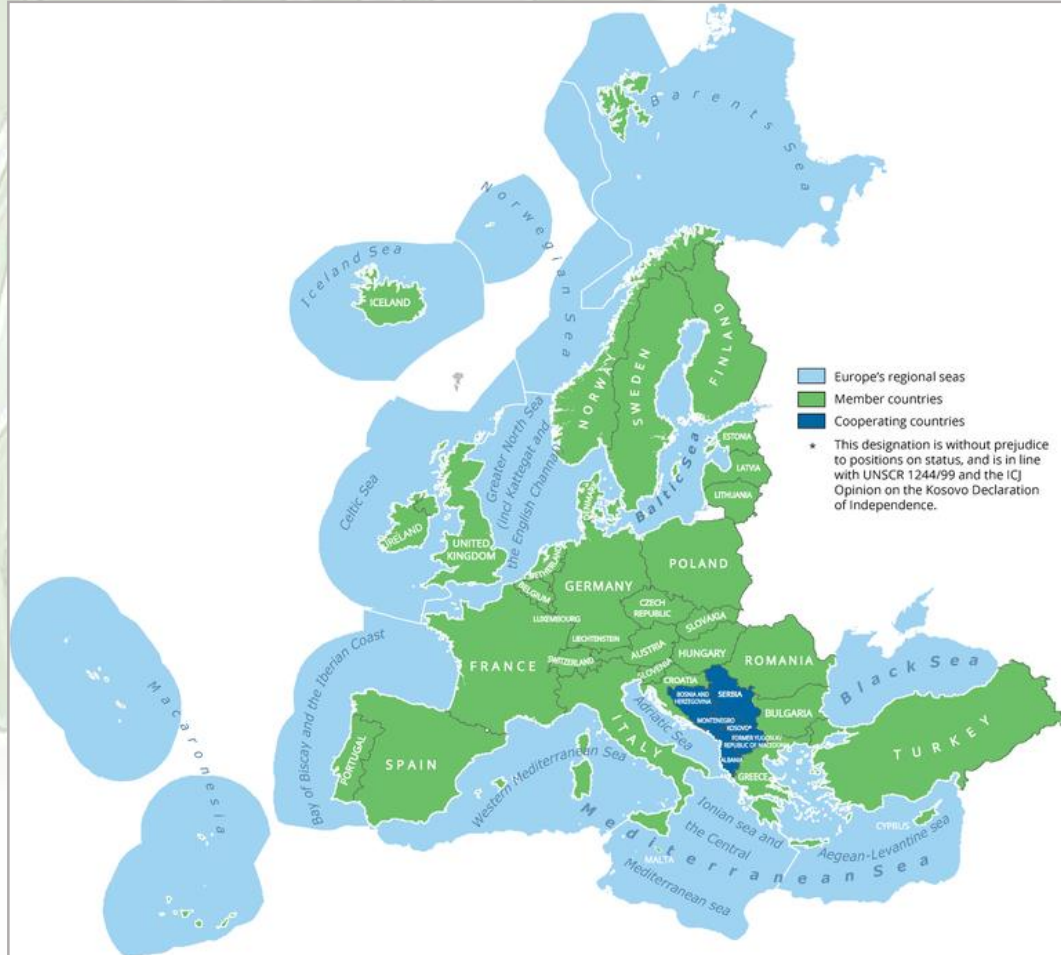 Barents Sea
Norwegian Sea
Iceland Sea
ICELAND
NORWAY
SWEDEN
FINLAND
Europe's regional seas
Member countries
Cooperating countries
* This designation is without prejudice
to positions on status, and is in line
with UNSCR 1244/99 and the ICJ
Opinion on the Kosovo Declaration
of Independence.
Celtic Sea
Greater North Sea
(incl Kattegat and
the English Channel)
Baltic Sea
ESTONIA
LATVIA
LITHUANIA
DENMARK
IRELAND
UNITED
KINGDOM
NETHERLANDS
BELGIUM
GERMANY
POLAND
LUXEMBOURG
CZECH
REPUBLIC
SLOVAKIA
LIECHTENSTEIN
AUSTRIA
HUNGARY
ROMANIA
FRANCE
SWITZERLAND
SLOVENIA
CROATIA
BOSNIA AND
HERZEGOVINA
SERBIA
MONTENEGRO
KOSOVO*
BULGARIA
FORMER YUGOSLAV
REPUBLIC OF MACEDONIA
ALBANIA
GREECE
Black Sea
TURKEY
Macaronesia
Bay of Biscay and the Iberian Coast
PORTUGAL
SPAIN
ITALY
Adriatic Sea
Western Mediterranean Sea
Mediterranean Sea
Ionian sea and
the Central
Mediterranean sea
MALTA
CYPRUS
Aegean-Levantine sea